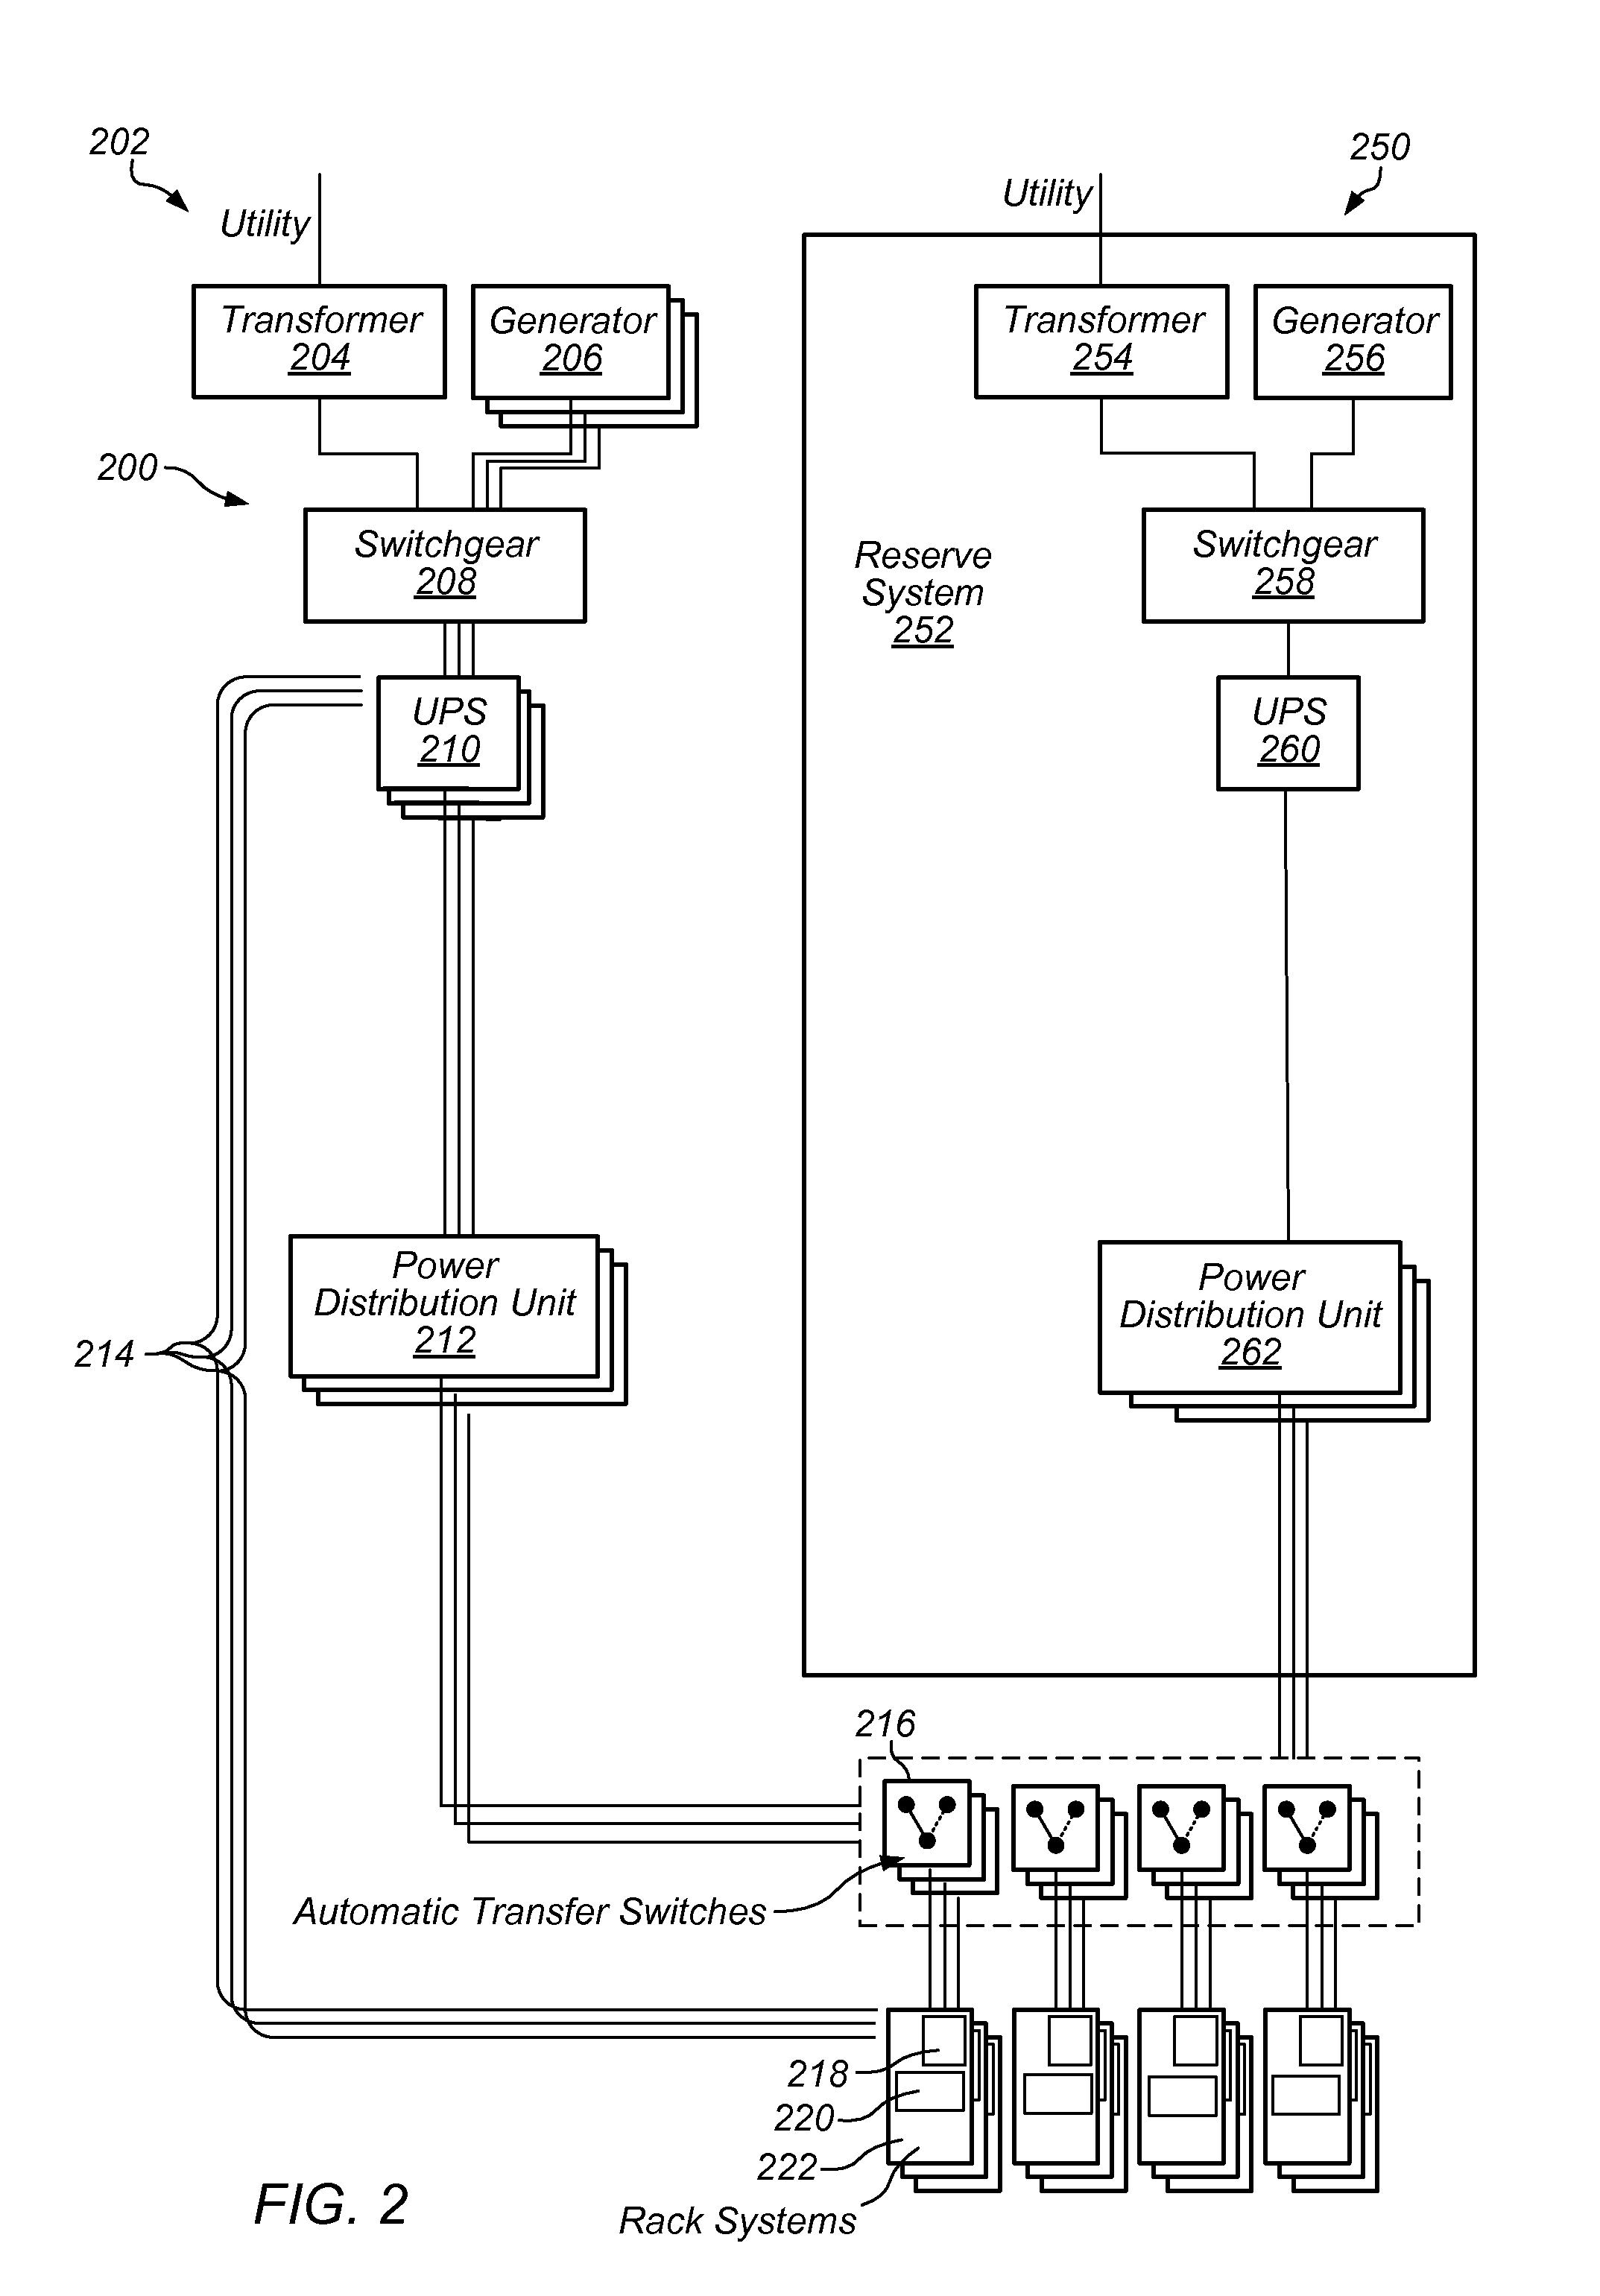 202
250
Utility
Utility
Transformer
204
Generator
206
Transformer
254
Generator
256
200
Switchgear
208
Reserve
System
252
Switchgear
258
UPS
210
UPS
260
Power
Distribution Unit
212
Power
Distribution Unit
262
214
216
Automatic Transfer Switches
218
220
222
Rack Systems
FIG. 2